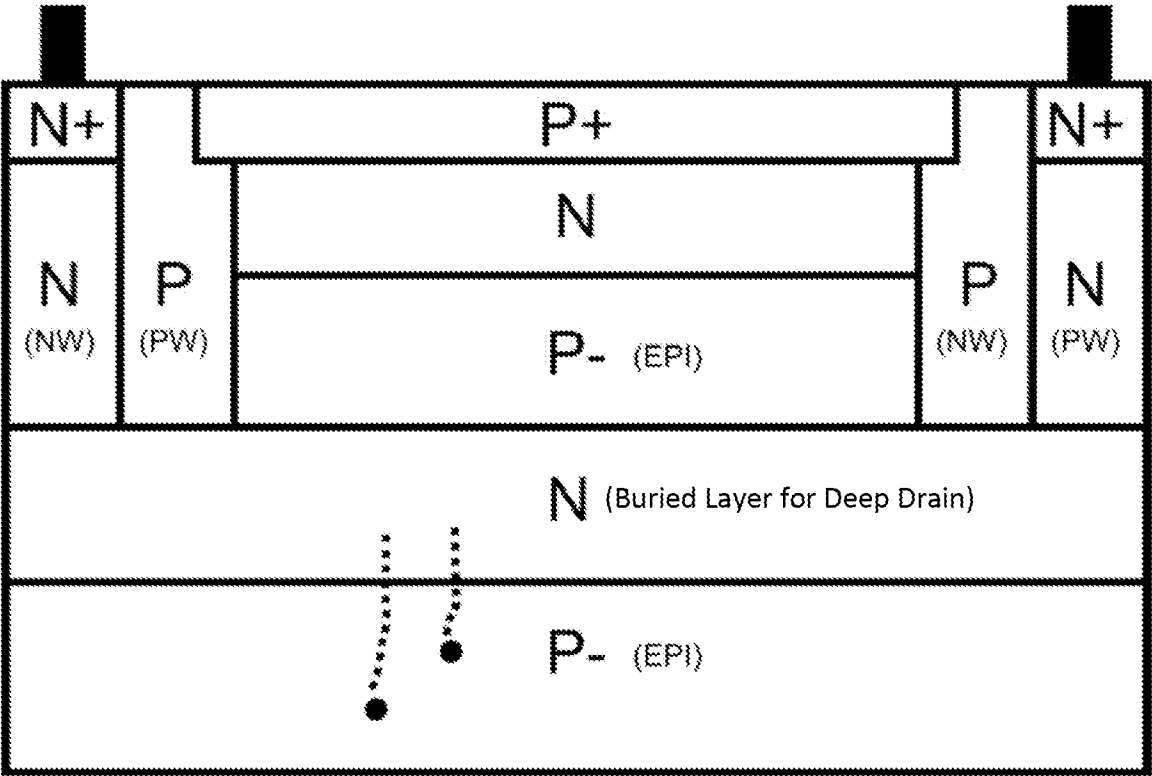 N+ P+ N+
N
N P P N
(NW) (PW) (NW) (PW)
P- (EPI)
N (Buried Layer for Deep Drain)
P- (EPI)